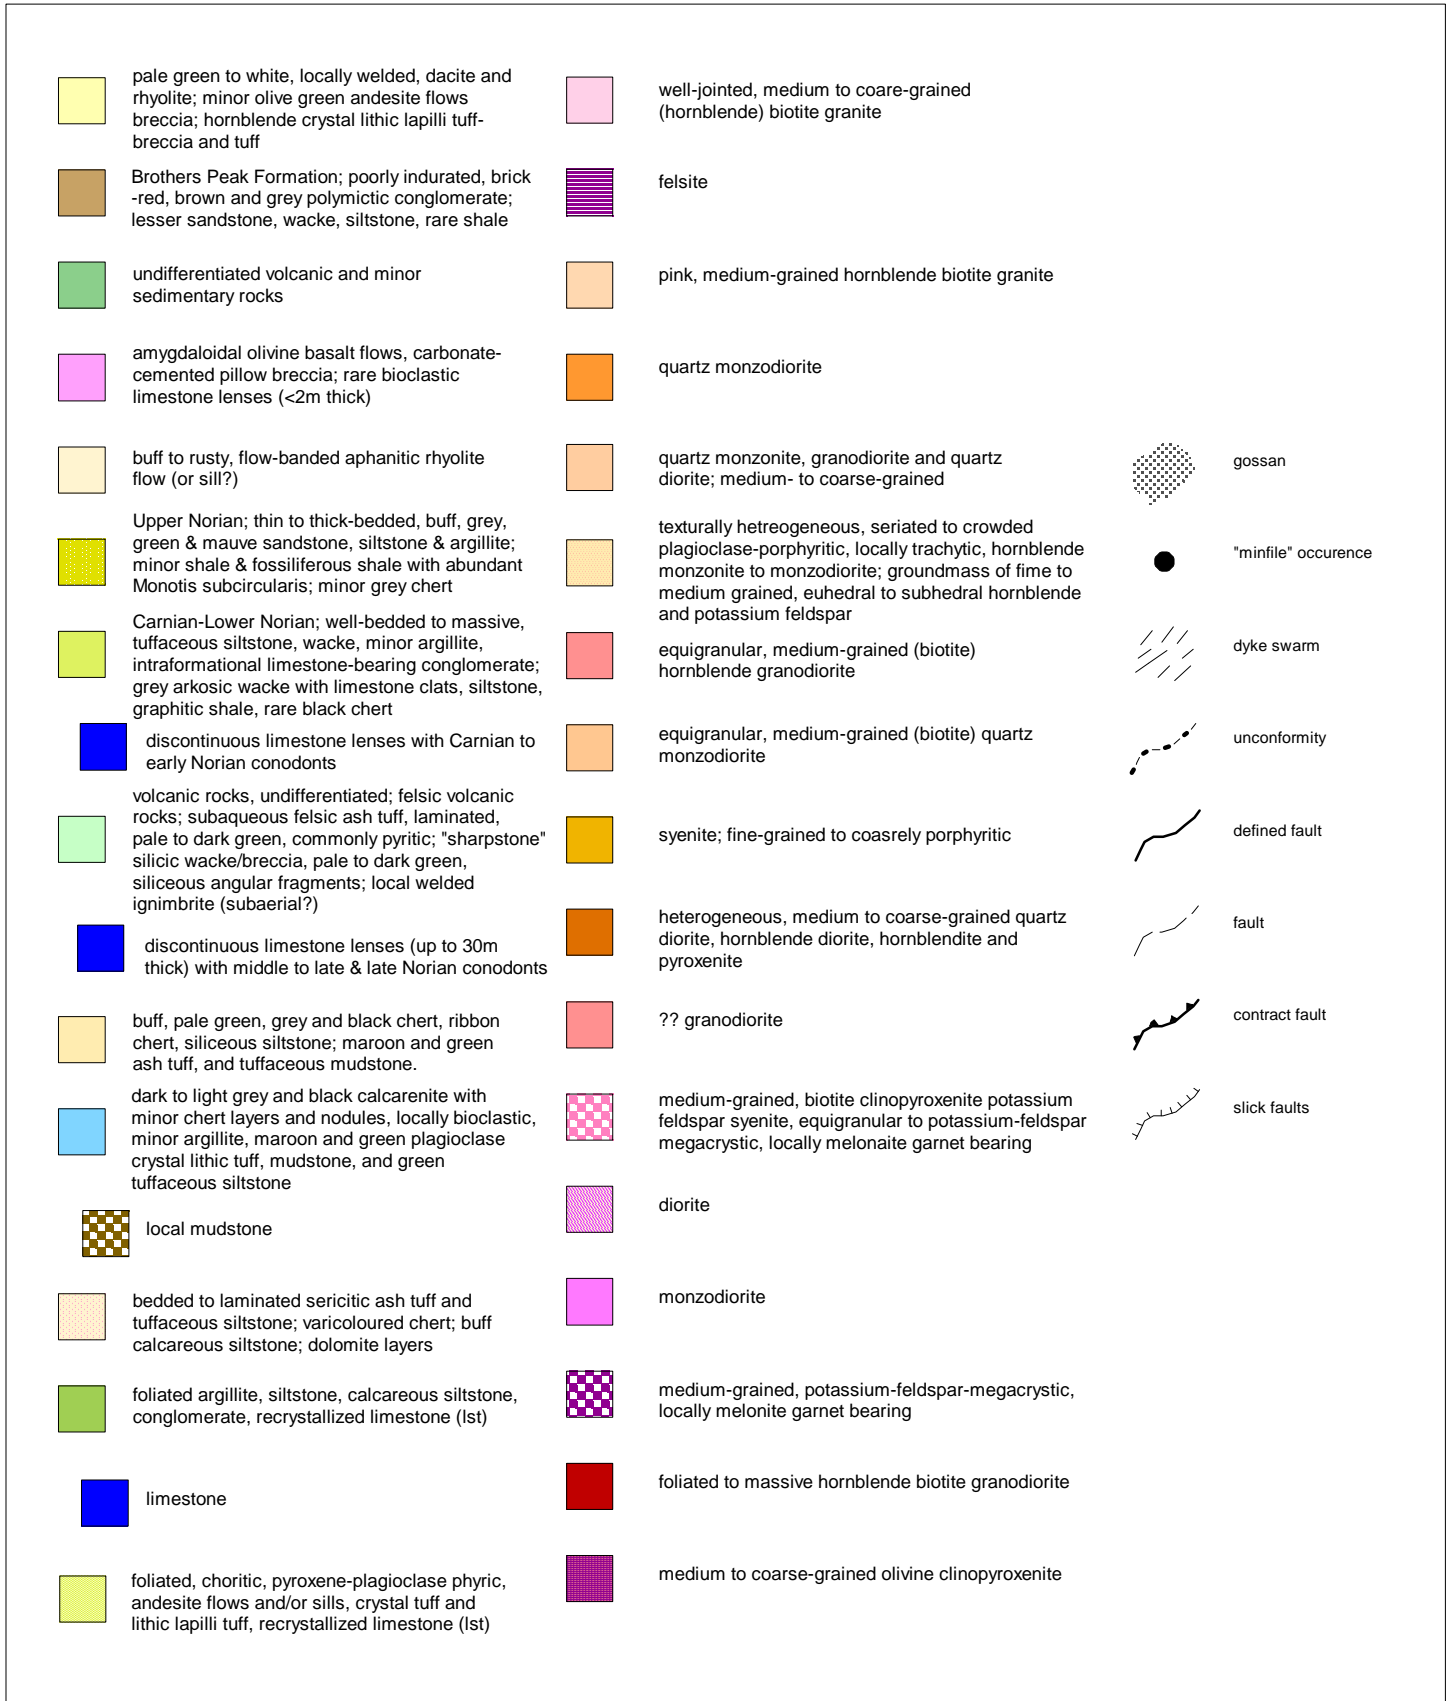 pale green to white, locally welded, dacite and
rhyolite; minor olive green andesite flows
breccia; hornblende crystal lithic lapilli tuff-
breccia and tuff
Brothers Peak Formation; poorly indurated, brick
-red, brown and grey polymictic conglomerate;
lesser sandstone, wacke, siltstone, rare shale
undifferentiated volcanic and minor
sedimentary rocks
amygdaloidal olivine basalt flows, carbonate-
cemented pillow breccia; rare bioclastic
limestone lenses (<2m thick)
buff to rusty, flow-banded aphanitic rhyolite
flow (or sill?)
Upper Norian; thin to thick-bedded, buff, grey,
green & mauve sandstone, siltstone & argillite;
minor shale & fossiliferous shale with abundant
Monotis subcircularis; minor grey chert
Carnian-Lower Norian; well-bedded to massive,
tuffaceous siltstone, wacke, minor argillite,
intraformational limestone-bearing conglomerate;
grey arkosic wacke with limestone clats, siltstone,
graphitic shale, rare black chert
discontinuous limestone lenses with Carnian to
early Norian conodonts
volcanic rocks, undifferentiated; felsic volcanic
rocks; subaqueous felsic ash tuff, laminated,
pale to dark green, commonly pyritic; "sharpstone"
silicic wacke/breccia, pale to dark green,
siliceous angular fragments; local welded
ignimbrite (subaerial?)
discontinuous limestone lenses (up to 30m
thick) with middle to late & late Norian conodonts
buff, pale green, grey and black chert, ribbon
chert, siliceous siltstone; maroon and green
ash tuff, and tuffaceous mudstone.
dark to light grey and black calcarenite with
minor chert layers and nodules, locally bioclastic,
minor argillite, maroon and green plagioclase
crystal lithic tuff, mudstone, and green
tuffaceous siltstone
local mudstone
bedded to laminated sericitic ash tuff and
tuffaceous siltstone; varicoloured chert; buff
calcareous siltstone; dolomite layers
foliated argillite, siltstone, calcareous siltstone,
conglomerate, recrystallized limestone (lst)
limestone
foliated, choritic, pyroxene-plagioclase phyric,
andesite flows and/or sills, crystal tuff and
lithic lapilli tuff, recrystallized limestone (lst)
well-jointed, medium to coare-grained
(hornblende) biotite granite
felsite
pink, medium-grained hornblende biotite granite
quartz monzodiorite
quartz monzonite, granodiorite and quartz
diorite; medium- to coarse-grained
texturally hetreogeneous, seriated to crowded
plagioclase-porphyritic, locally trachytic, hornblende
monzonite to monzodiorite; groundmass of fime to
medium grained, euhedral to subhedral hornblende
and potassium feldspar
equigranular, medium-grained (biotite)
hornblende granodiorite
equigranular, medium-grained (biotite) quartz
monzodiorite
syenite; fine-grained to coasrely porphyritic
heterogeneous, medium to coarse-grained quartz
diorite, hornblende diorite, hornblendite and
pyroxenite
?? granodiorite
medium-grained, biotite clinopyroxenite potassium
feldspar syenite, equigranular to potassium-feldspar
megacrystic, locally melonaite garnet bearing
diorite
monzodiorite
medium-grained, potassium-feldspar-megacrystic,
locally melonite garnet bearing
foliated to massive hornblende biotite granodiorite
medium to coarse-grained olivine clinopyroxenite
gossan
"minfile" occurence
dyke swarm
unconformity
defined fault
fault
contract fault
slick faults